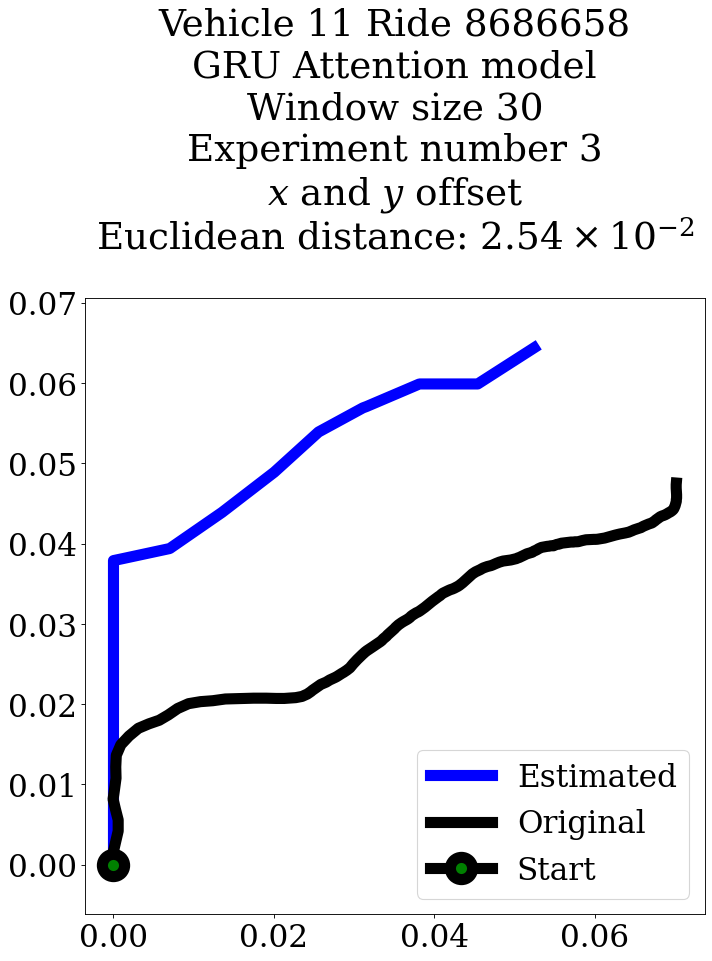 Vehicle 11 Ride 8686658
GRU Attention model
Window size 30
Experiment number 3
x and y offset
Euclidean distance: 2.54 × 10⁻²
0.07
0.06
0.05
0.04
0.03
0.02
0.01
0.00
Estimated
Original
Start
0.00 0.02 0.04 0.06